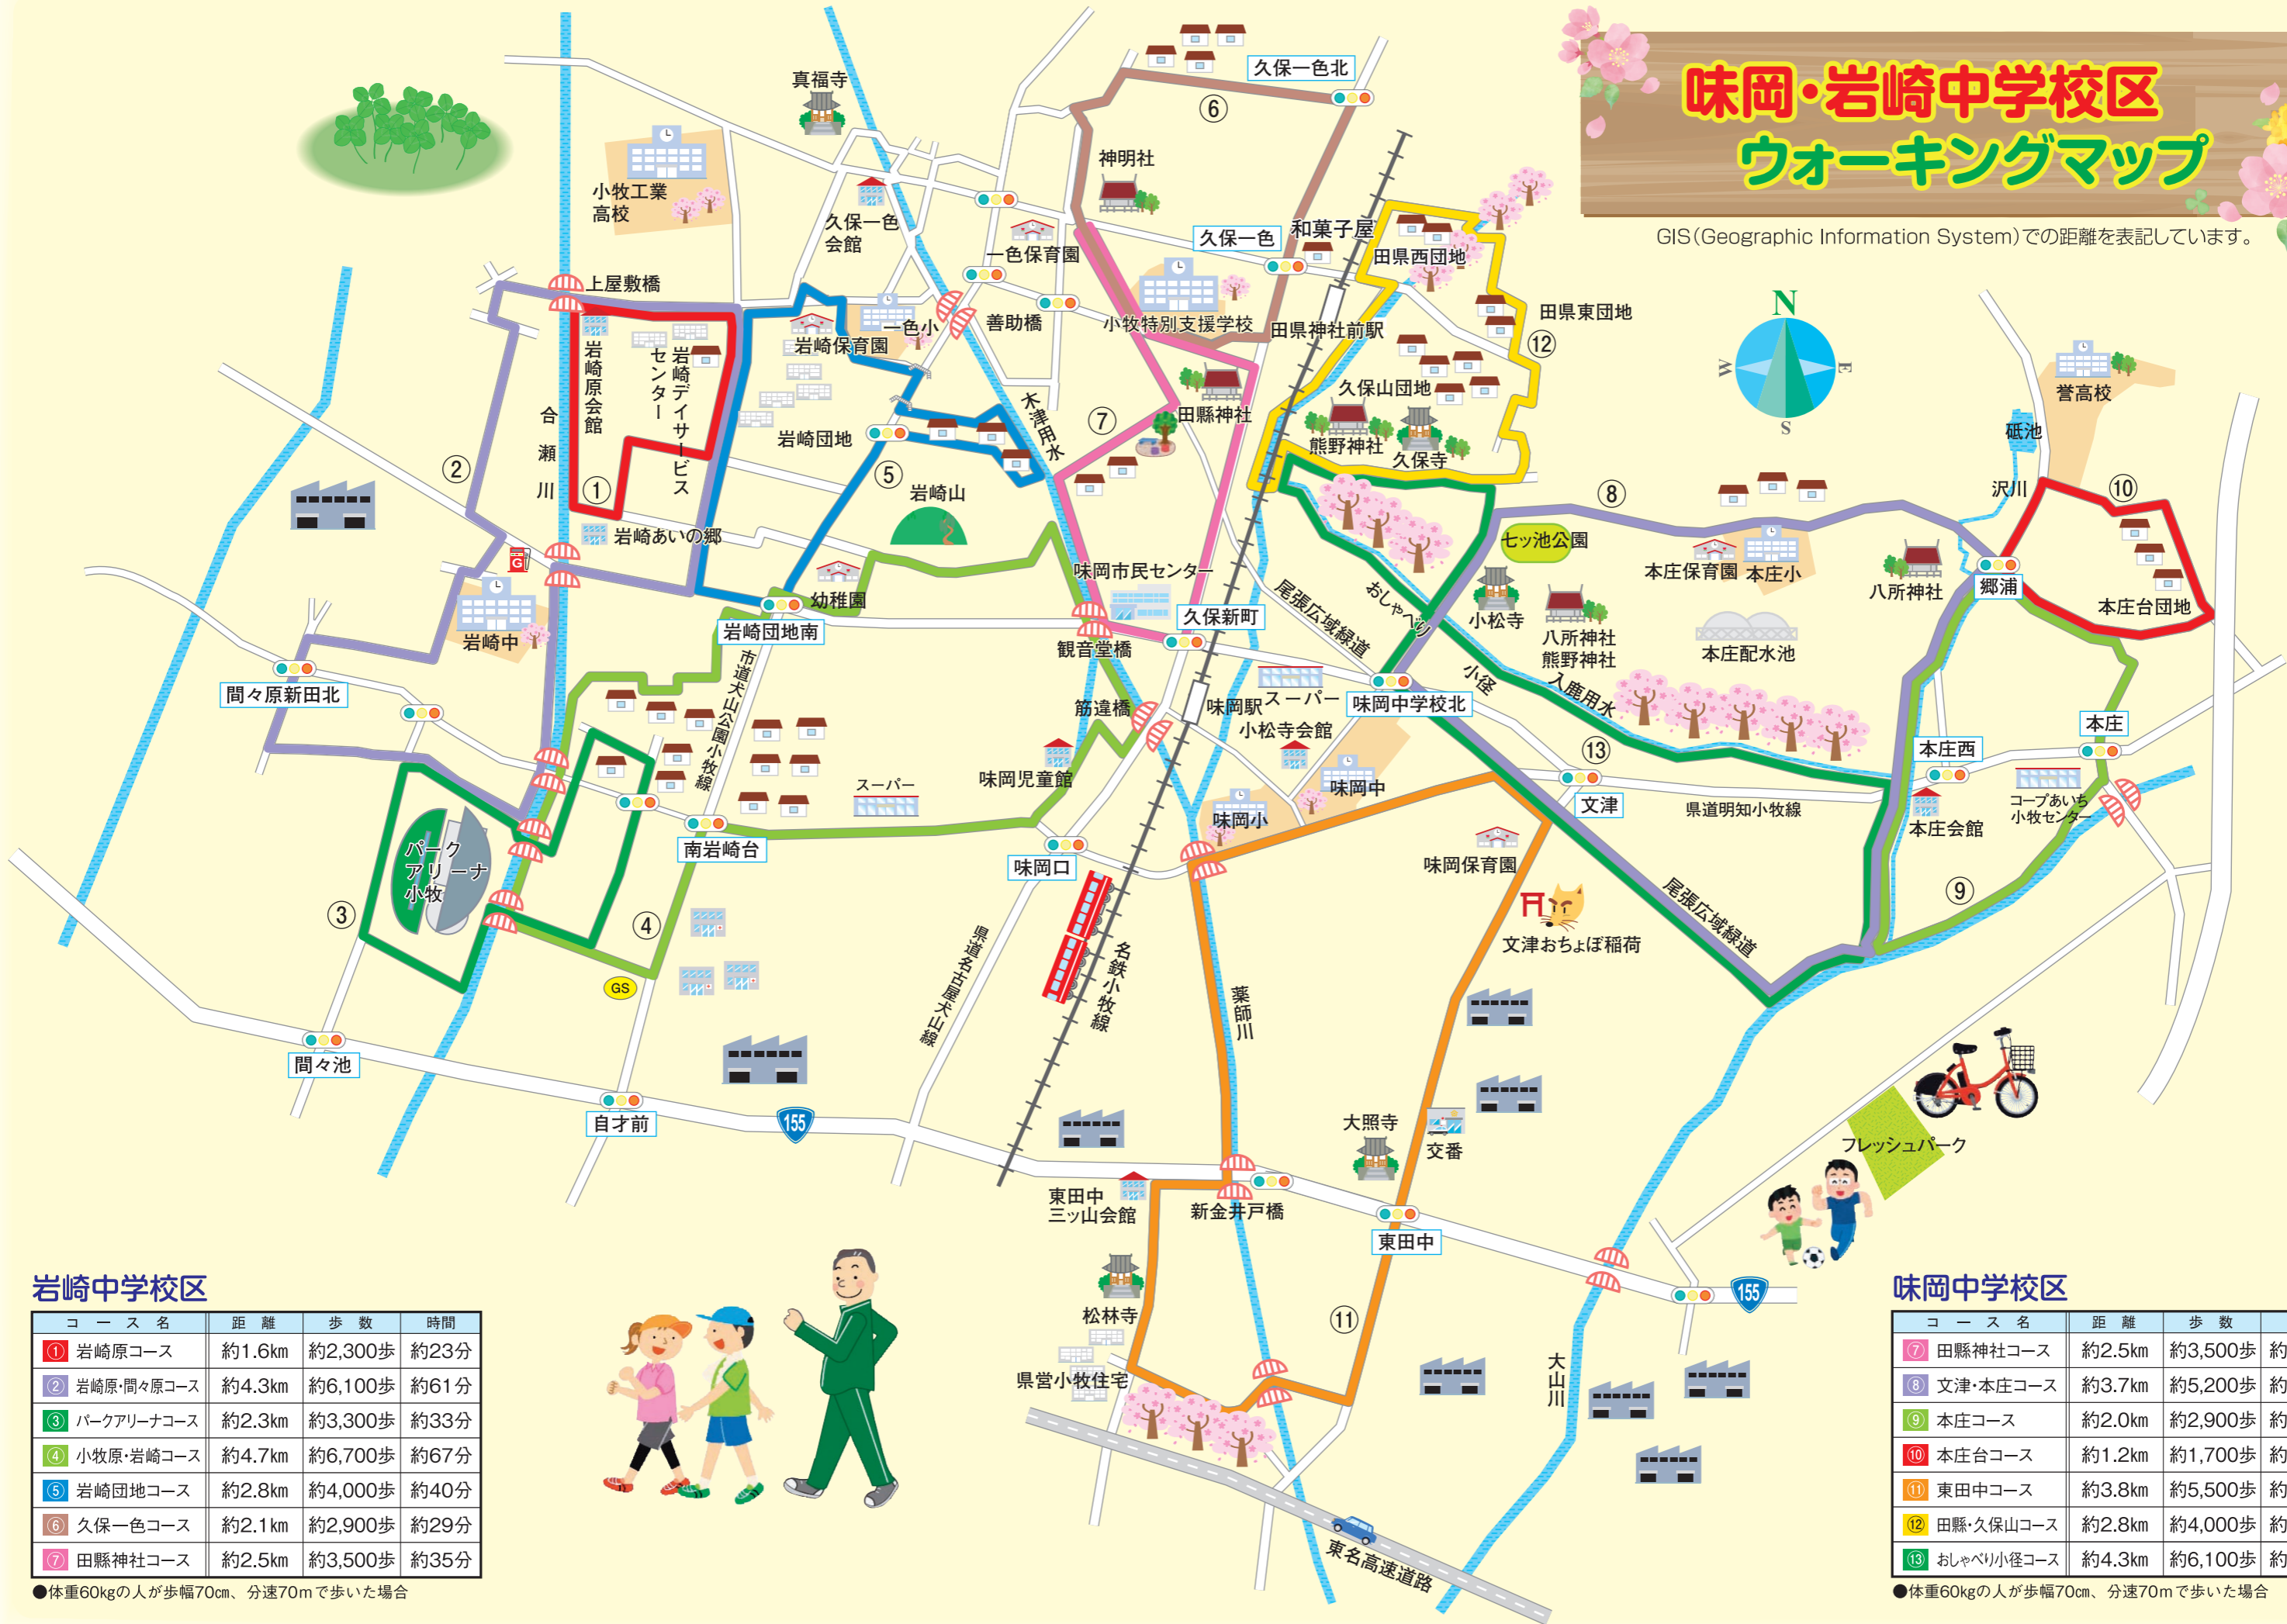 味岡・岩崎中学校区
ウォーキングマップ
GIS(Geographic Information System)での距離を表記しています。
N
W
E
S
真福寺
久保一色北
⑥
小牧工業
高校
神明社
久保一色
会館
一色保育園
久保一色
和菓子屋
田県西団地
上屋敷橋
小牧特別支援学校
田県神社前駅
田県東団地
⑫
善助橋
一色小
岩崎保育園
岩崎原会館
岩崎デイサービス
センター
合瀬川
①
②
岩崎団地
⑤
木津用水
⑦
田縣神社
久保山団地
熊野神社
久保寺
誉高校
砥池
沢川
⑩
⑧
岩崎山
岩崎あいの郷
七ッ池公園
本庄保育園
本庄小
八所神社
郷浦
本庄台団地
G
岩崎中
幼稚園
岩崎団地南
味岡市民センター
観音堂橋
久保新町
尾張広域緑道
おしゃべり
小径
小松寺
八所神社
熊野神社
本庄配水池
入鹿用水
間々原新田北
市道犬山公園小牧線
筋違橋
味岡駅
スーパー
小松寺会館
味岡中学校北
味岡児童館
味岡中
味岡小
⑬
文津
県道明知小牧線
本庄西
本庄
本庄会館
コープあいち
小牧センター
スーパー
南岩崎台
味岡口
味岡保育園
パーク
アリーナ
小牧
③
④
GS
文津おちょぼ稲荷
尾張広域緑道
⑨
県道名古屋犬山線
名鉄小牧線
薬師川
間々池
自才前
155
大照寺
交番
フレッシュパーク
東田中
三ッ山会館
新金井戸橋
東田中
155
松林寺
県営小牧住宅
⑪
大山川
東名高速道路
岩崎中学校区
コース名 距離 歩数 時間
① 岩崎原コース 約1.6km 約2,300歩 約23分
② 岩崎原・間々原コース 約4.3km 約6,100歩 約61分
③ パークアリーナコース 約2.3km 約3,300歩 約33分
④ 小牧原・岩崎コース 約4.7km 約6,700歩 約67分
⑤ 岩崎団地コース 約2.8km 約4,000歩 約40分
⑥ 久保一色コース 約2.1km 約2,900歩 約29分
⑦ 田縣神社コース 約2.5km 約3,500歩 約35分
●体重60kgの人が歩幅70㎝、分速70mで歩いた場合
味岡中学校区
コース名 距離 歩数
⑦ 田縣神社コース 約2.5km 約3,500歩 約
⑧ 文津・本庄コース 約3.7km 約5,200歩 約
⑨ 本庄コース 約2.0km 約2,900歩 約
⑩ 本庄台コース 約1.2km 約1,700歩 約
⑪ 東田中コース 約3.8km 約5,500歩 約
⑫ 田縣・久保山コース 約2.8km 約4,000歩 約
⑬ おしゃべり小径コース 約4.3km 約6,100歩 約
●体重60kgの人が歩幅70㎝、分速70mで歩いた場合